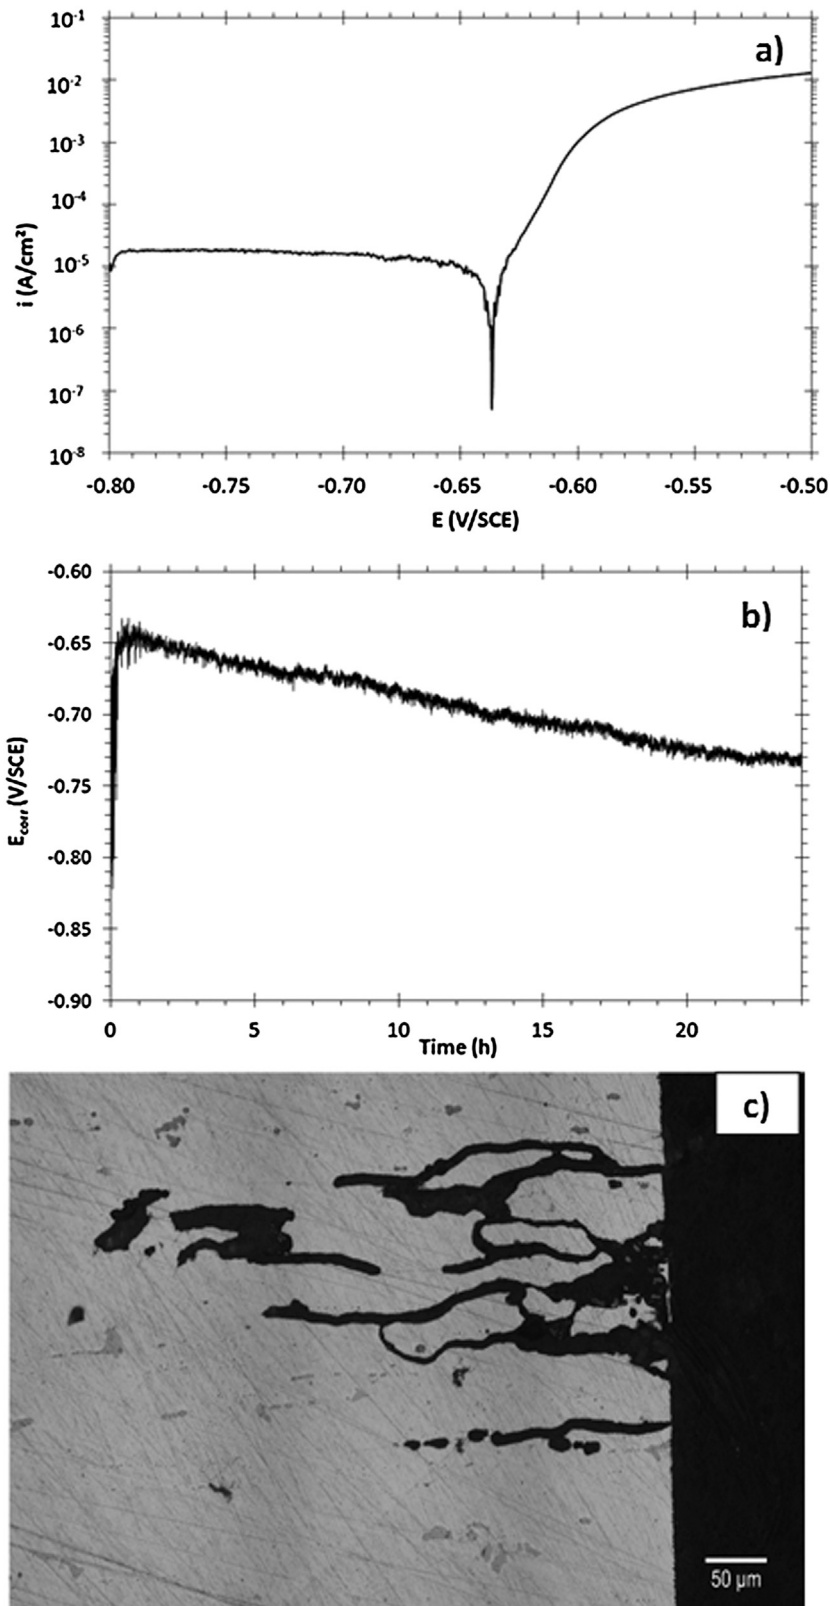 a)
10-1
10-2
10-3
10-4
10-5
10-6
10-7
10-8
i (A/cm²)
-0.80 -0.75 -0.70 -0.65 -0.60 -0.55 -0.50
E (V/SCE)
b)
-0.60
-0.65
-0.70
-0.75
-0.80
-0.85
-0.90
Ecorr (V/SCE)
0 5 10 15 20
Time (h)
c)
50 µm